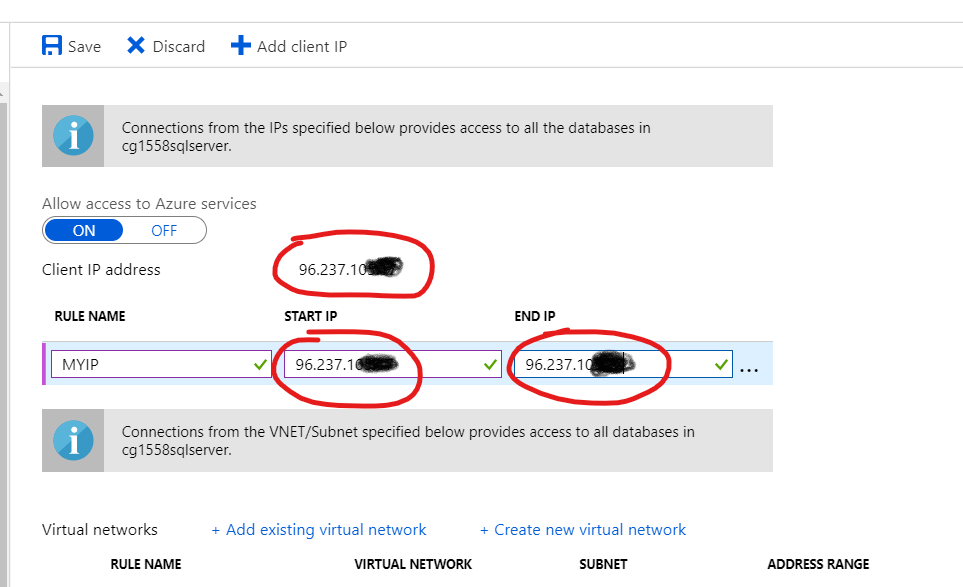 Save Discard Add client IP
Connections from the IPs specified below provides access to all the databases in
cg1558sqlserver.
Allow access to Azure services
ON OFF
Client IP address 96.237.10
RULE NAME START IP END IP
MYIP 96.237.10 96.237.10 ...
Connections from the VNET/Subnet specified below provides access to all databases in
cg1558sqlserver.
Virtual networks + Add existing virtual network + Create new virtual network
RULE NAME VIRTUAL NETWORK SUBNET ADDRESS RANGE